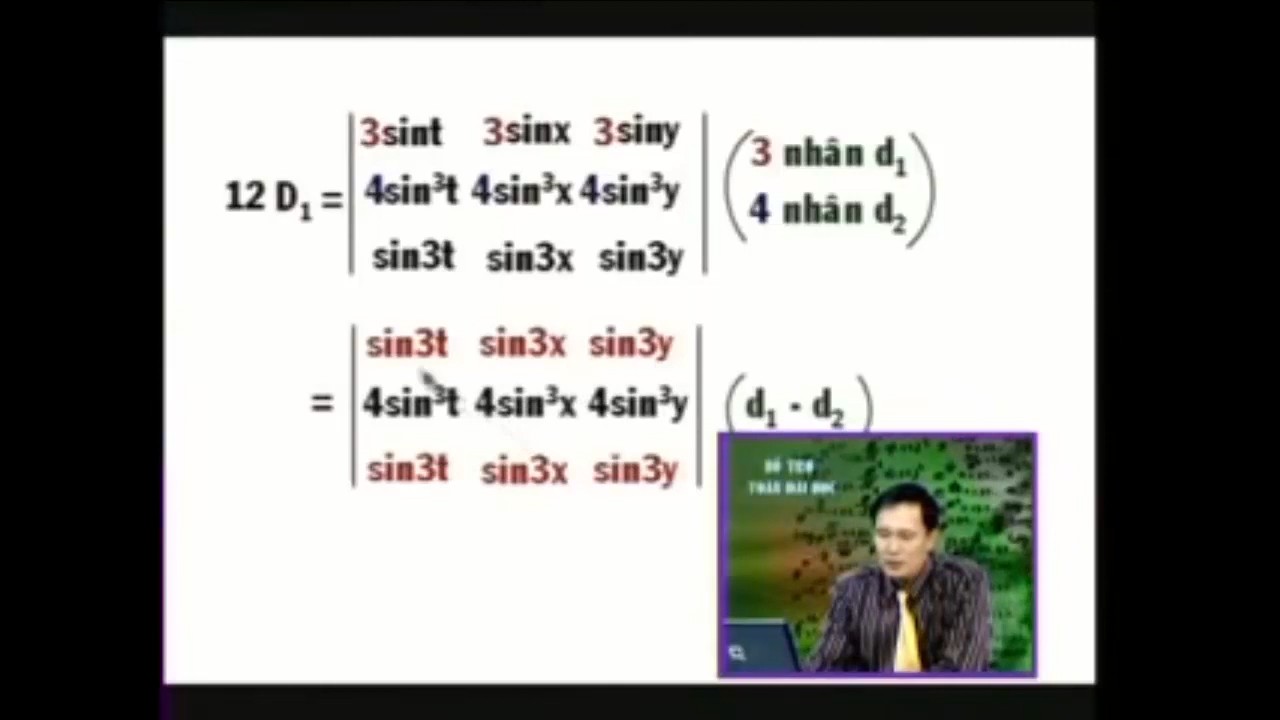 3sint 3sinx 3siny
12 D₁ = 4sin³t 4sin³x 4sin³y
sin3t sin3x sin3y
(3 nhân d₁
4 nhân d₂)
sin3t sin3x sin3y
= 4sin³t 4sin³x 4sin³y (d₁ - d₂)
sin3t sin3x sin3y